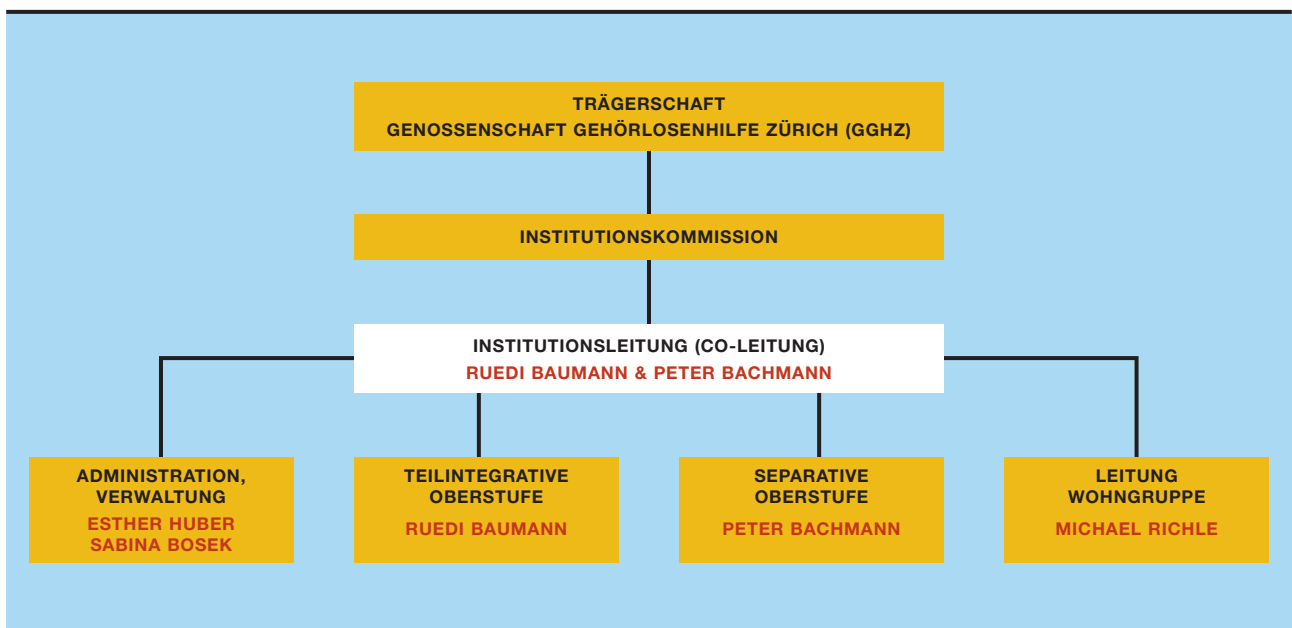 TRÄGERSCHAFT
GENOSSENSCHAFT GEHÖRLOSENHILFE ZÜRICH (GGHZ)
INSTITUTIONSKOMMISSION
INSTITUTIONSLEITUNG (CO-LEITUNG)
RUEDI BAUMANN & PETER BACHMANN
ADMINISTRATION,
VERWALTUNG
ESTHER HUBER
SABINA BOSEK
TEILINTEGRATIVE
OBERSTUFE
RUEDI BAUMANN
SEPARATIVE
OBERSTUFE
PETER BACHMANN
LEITUNG
WOHNGRUPPE
MICHAEL RICHLE